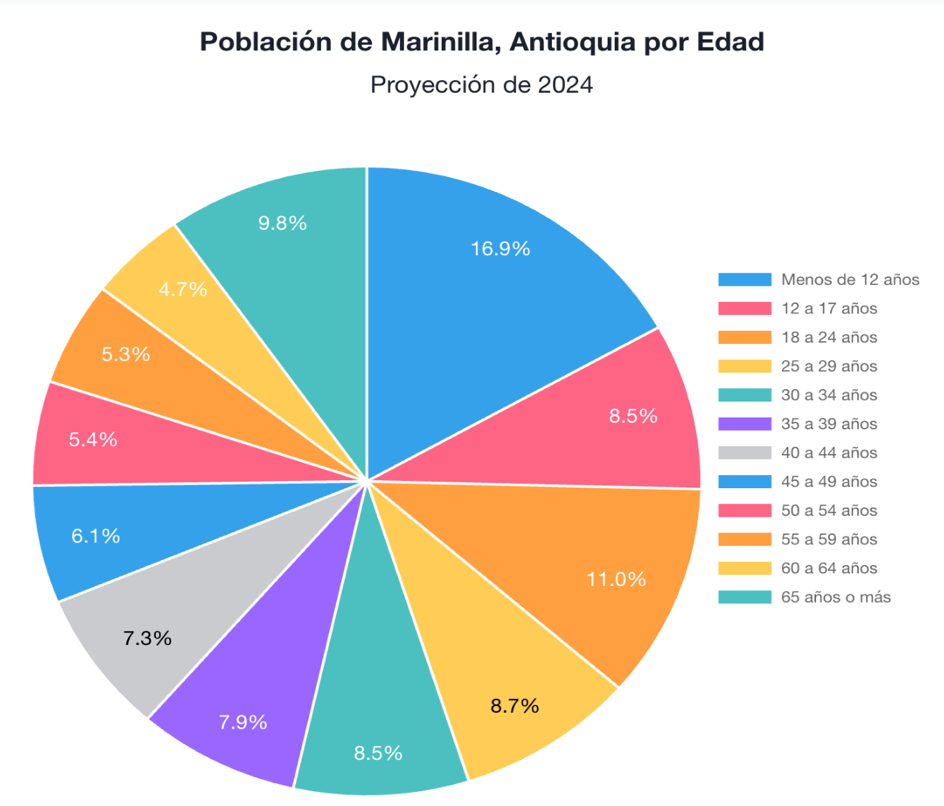 Población de Marinilla, Antioquia por Edad
Proyección de 2024
9.8%
16.9%
4.7%
5.3%
8.5%
5.4%
6.1%
11.0%
7.3%
8.7%
7.9%
8.5%
Menos de 12 años
12 a 17 años
18 a 24 años
25 a 29 años
30 a 34 años
35 a 39 años
40 a 44 años
45 a 49 años
50 a 54 años
55 a 59 años
60 a 64 años
65 años o más